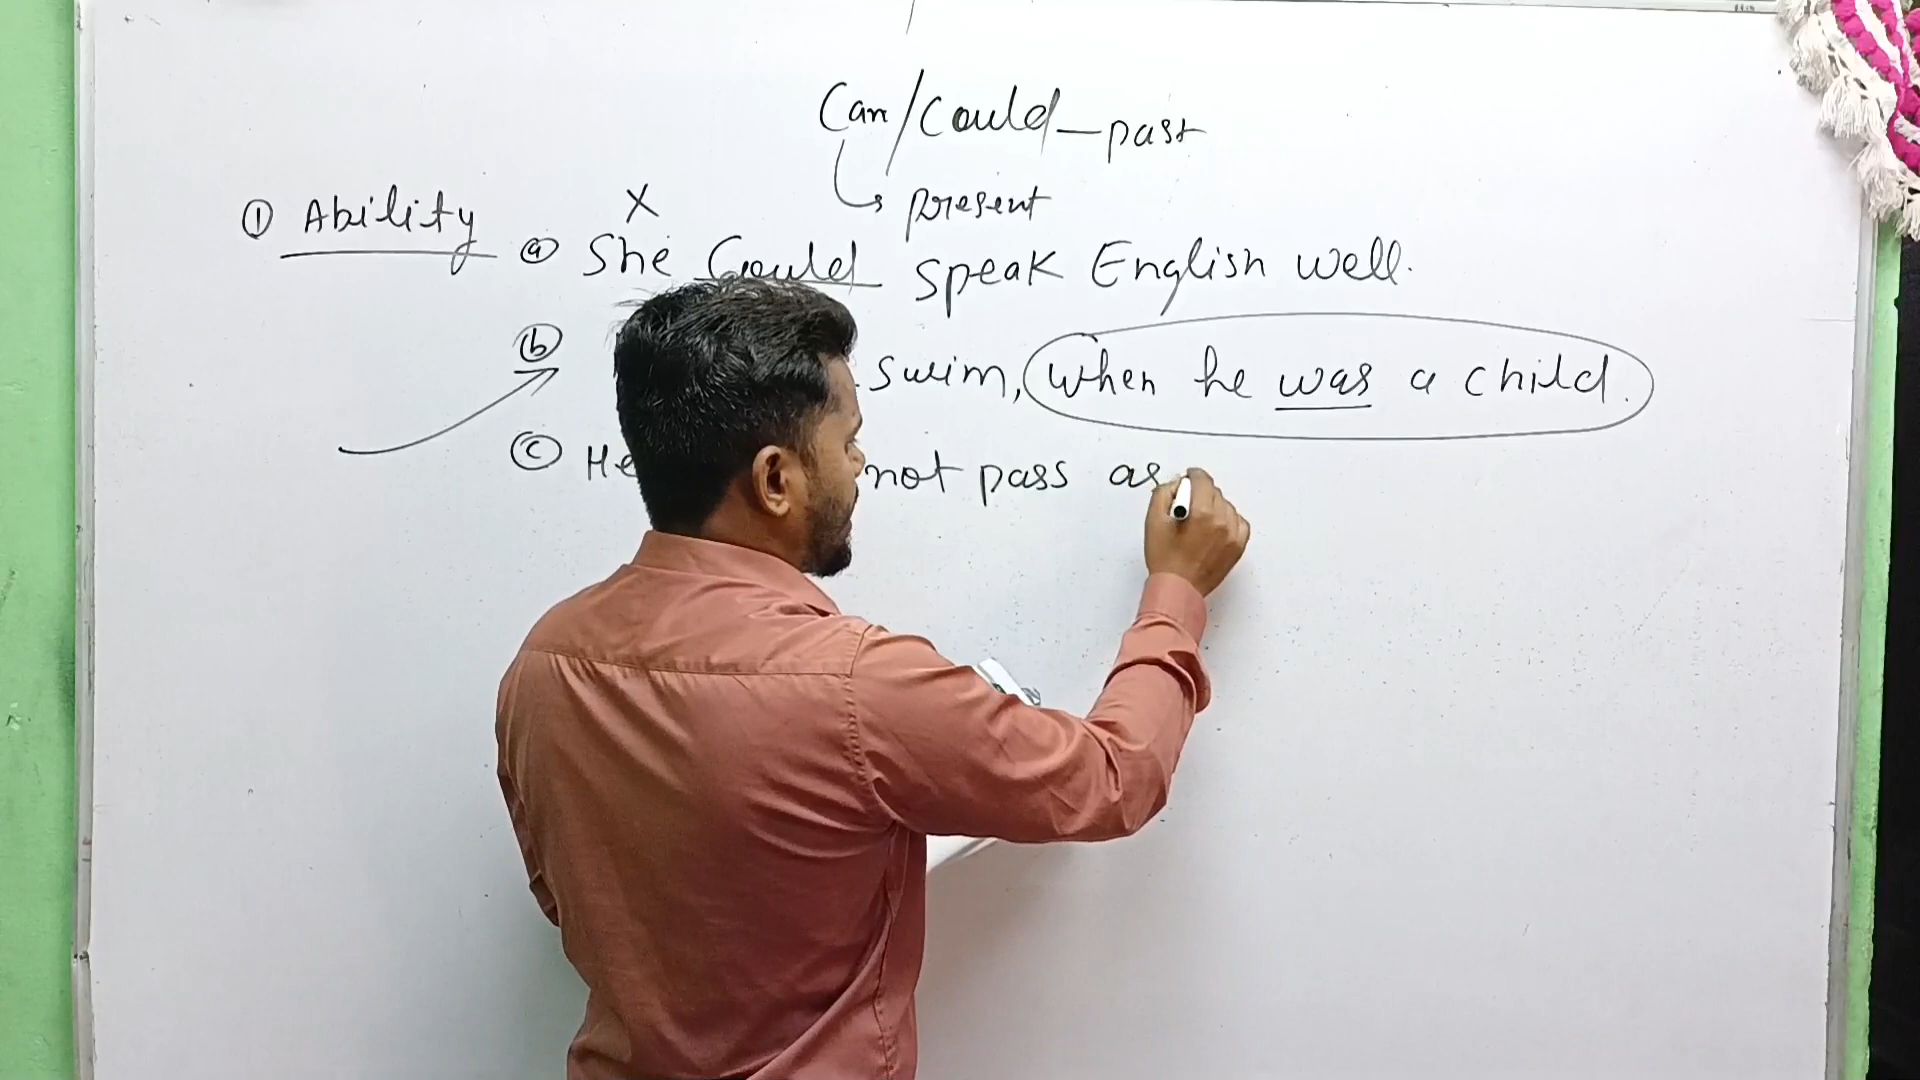 Can/Could - past
present
① Ability X
ⓐ She Could speak English well.
ⓑ swim, when he was a child.
ⓒ He not pass as